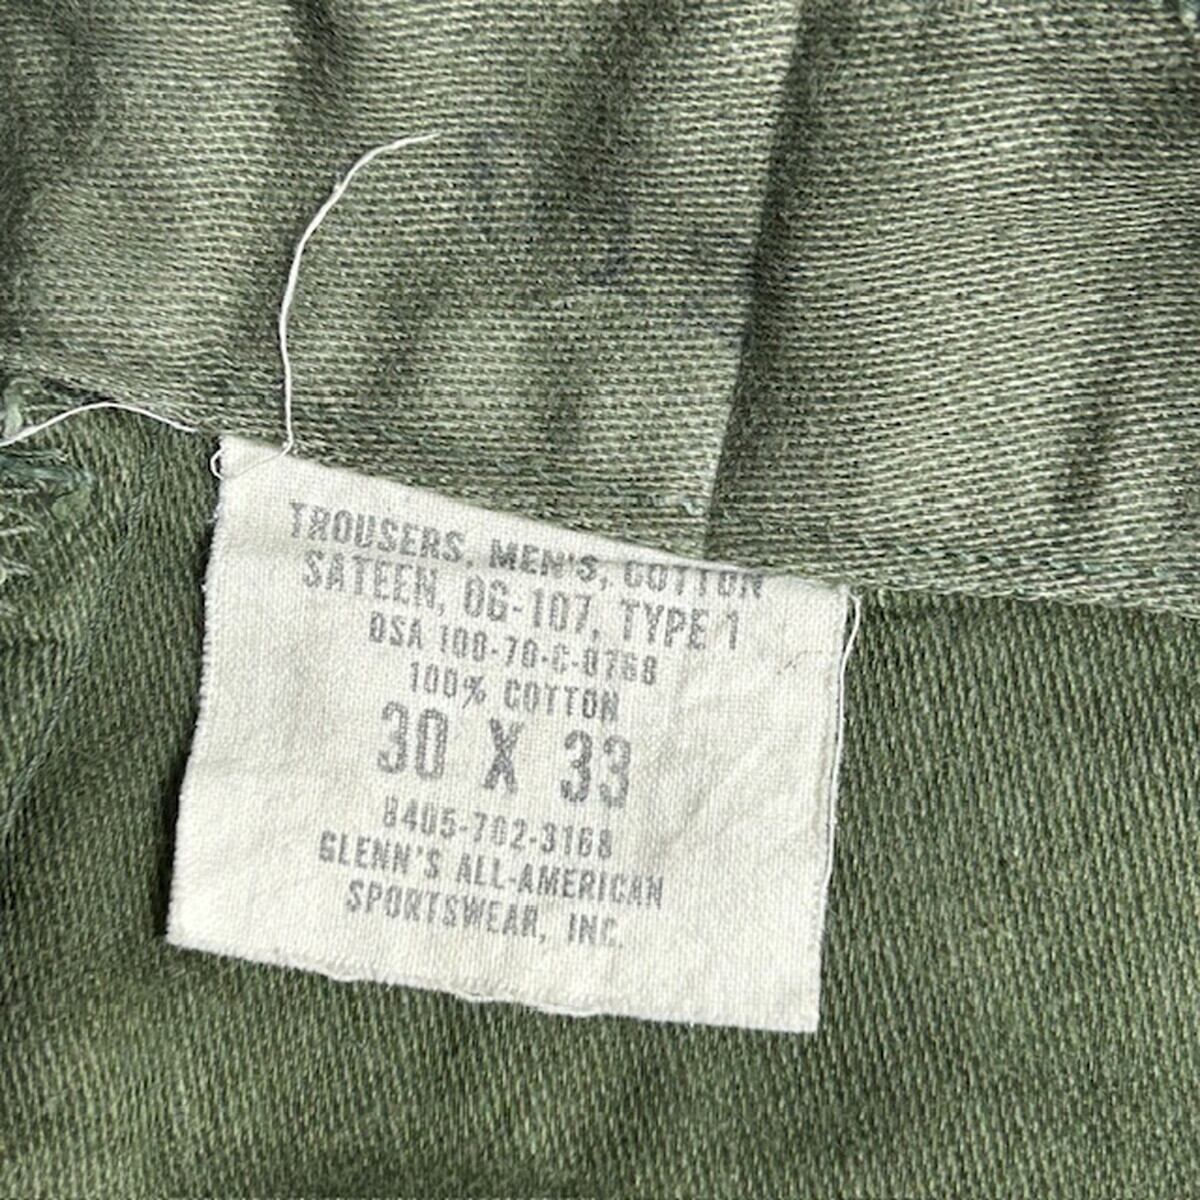 TROUSERS, MEN'S, COTTON
SATEEN, OG-107, TYPE 1
DSA 100-70-C-0768
100% COTTON
30 X 33
8405-702-3168
GLENN'S ALL-AMERICAN
SPORTSWEAR, INC.